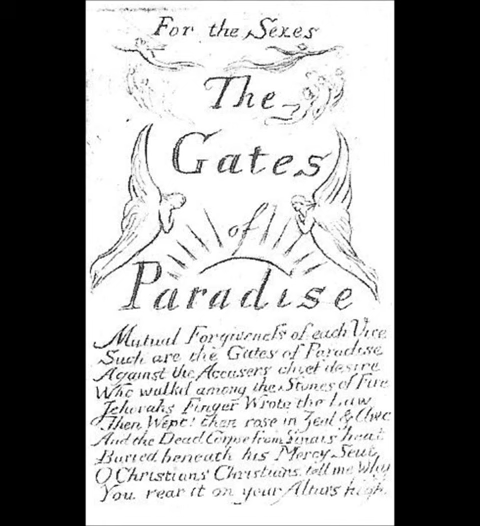 For the Sexes
The
Gates
of
Paradise
Mutual Forgiveness of each Vice
Such are the Gates of Paradise
Against the Accusers chief desire
Who walkd among the Stones of Fire
Jehovahs Finger Wrote the Law
Then Wept! then rose in Zeal & Awe
And the Dead Corpse from Sinais heat
Buried beneath his Mercy Seat
O Christians Christians tell me Why
You rear it on your Altars high